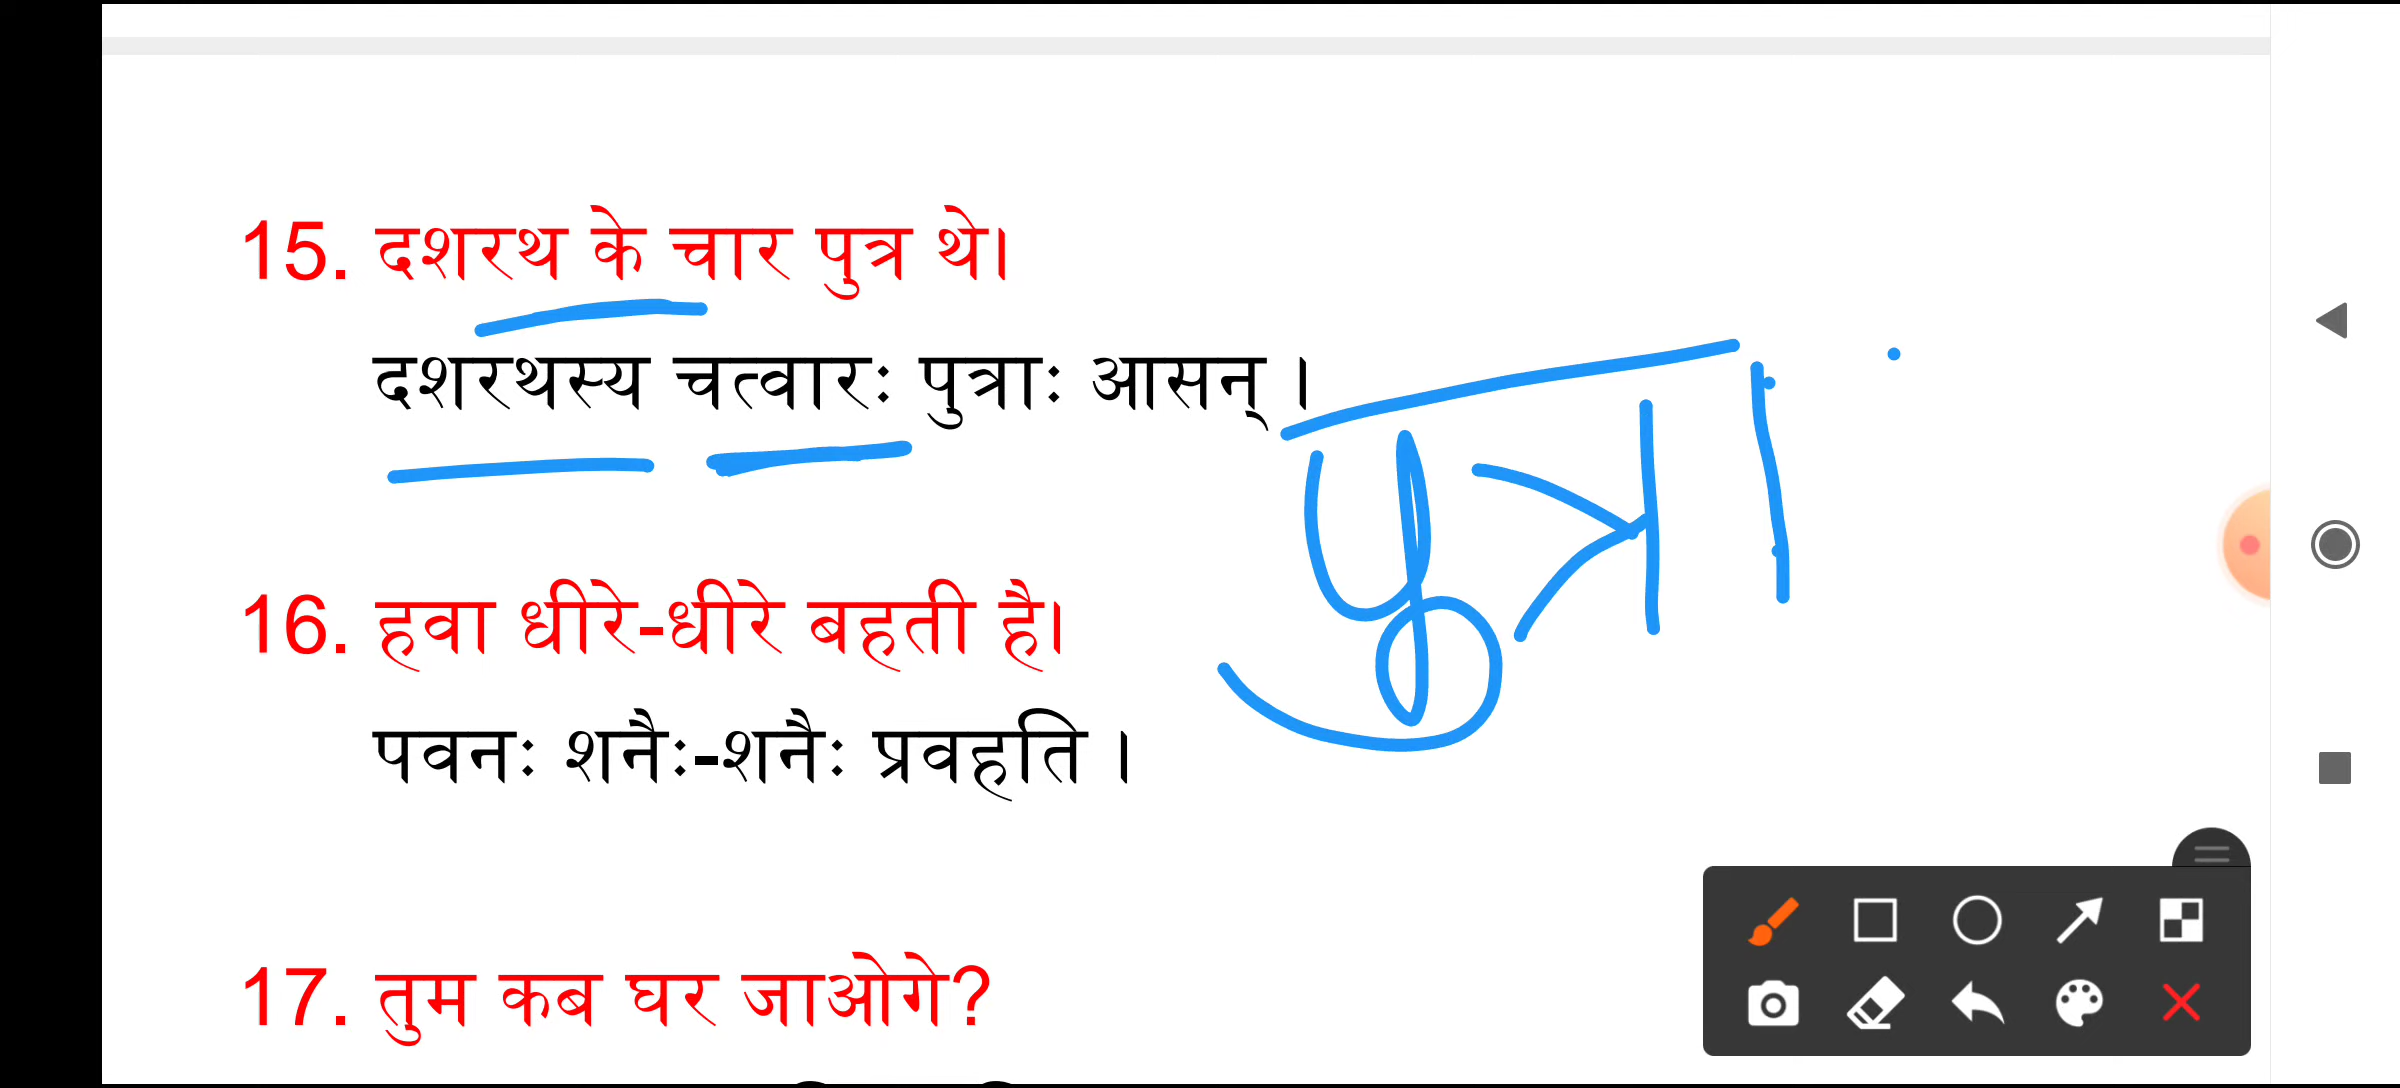 15. दशरथ के चार पुत्र थे।
दशरथस्य चत्वारः पुत्राः आसन् ।
पुत्रा
16. हवा धीरे-धीरे बहती है।
पवनः शनैः-शनैः प्रवहति ।
17. तुम कब घर जाओगे?